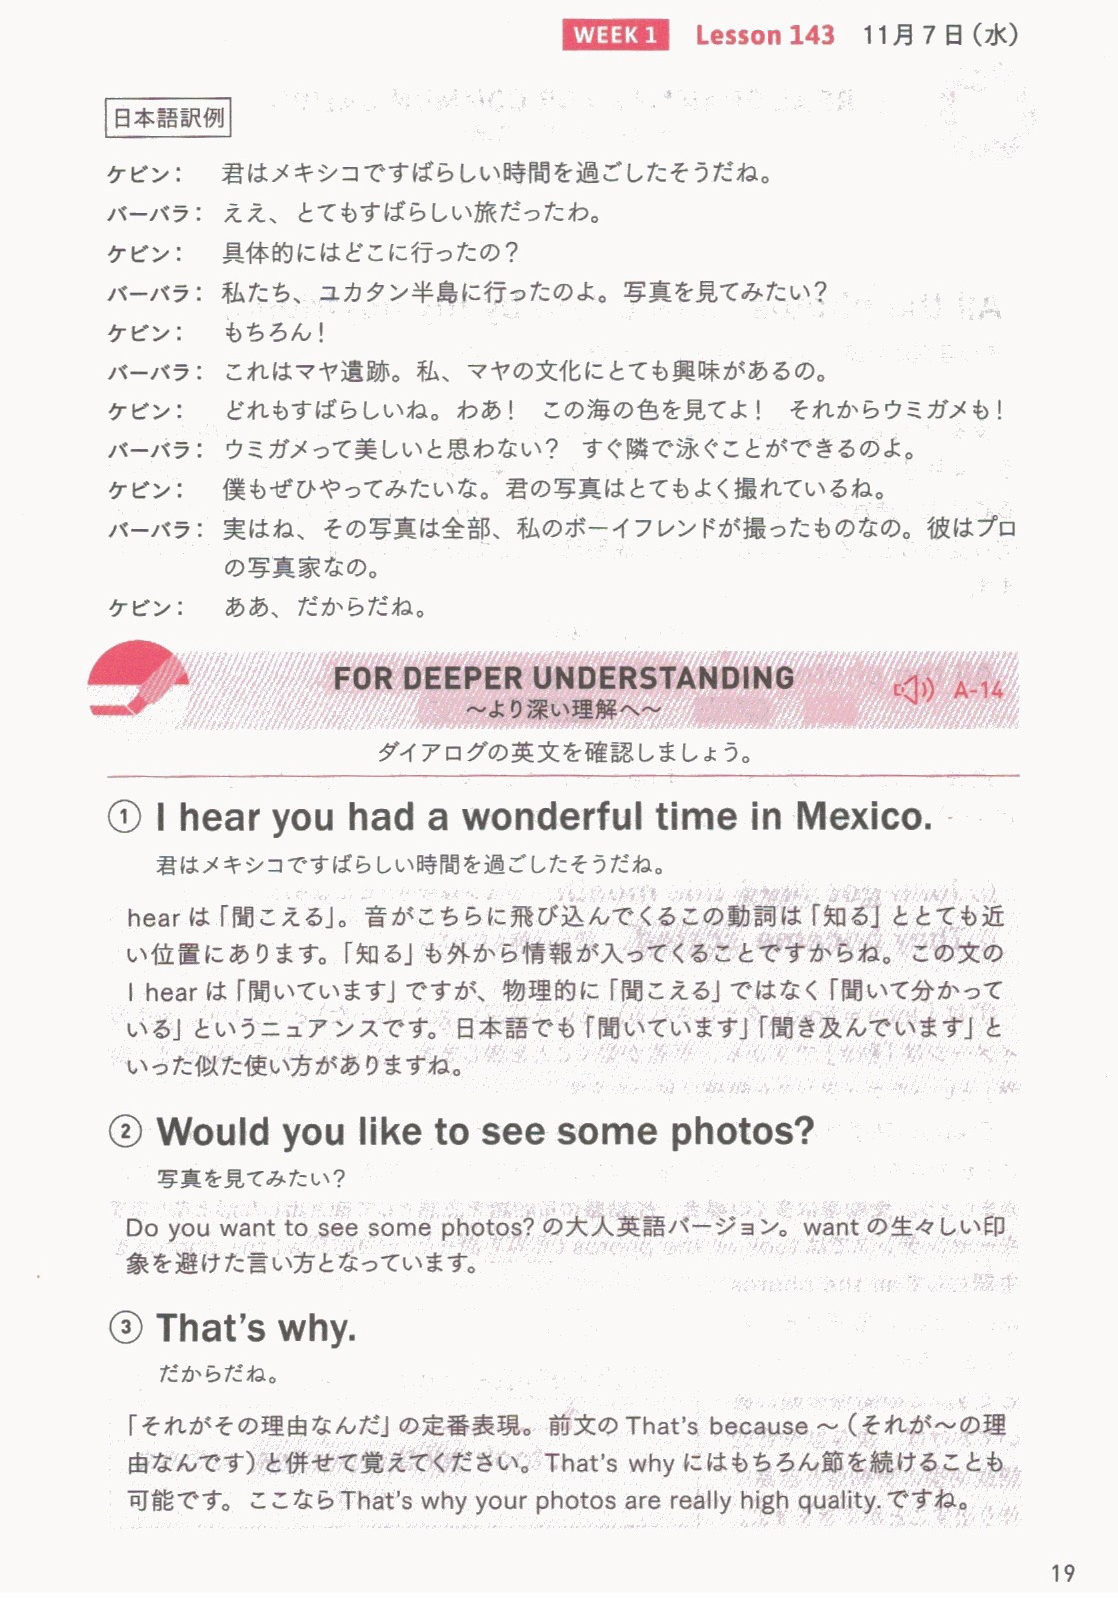 WEEK 1 Lesson 143 11月7日(水)
日本語訳例
ケビン： 君はメキシコですばらしい時間を過ごしたそうだね。
バーバラ： ええ、とてもすばらしい旅だったわ。
ケビン： 具体的にはどこに行ったの？
バーバラ： 私たち、ユカタン半島に行ったのよ。写真を見てみたい？
ケビン： もちろん！
バーバラ： これはマヤ遺跡。私、マヤの文化にとても興味があるの。
ケビン： どれもすばらしいね。わあ！ この海の色を見てよ！ それからウミガメも！
バーバラ： ウミガメって美しいと思わない？ すぐ隣で泳ぐことができるのよ。
ケビン： 僕もぜひやってみたいな。君の写真はとてもよく撮れているね。
バーバラ： 実はね、その写真は全部、私のボーイフレンドが撮ったものなの。彼はプロ
の写真家なの。
ケビン： ああ、だからだね。
FOR DEEPER UNDERSTANDING
〜より深い理解へ〜
A-14
ダイアログの英文を確認しましょう。
① I hear you had a wonderful time in Mexico.
君はメキシコですばらしい時間を過ごしたそうだね。
hear は「聞こえる」。音がこちらに飛び込んでくるこの動詞は「知る」ととても近
い位置にあります。「知る」も外から情報が入ってくることですからね。この文の
I hear は「聞いています」ですが、物理的に「聞こえる」ではなく「聞いて分かって
いる」というニュアンスです。日本語でも「聞いています」「聞き及んでいます」と
いった似た使い方がありますね。
② Would you like to see some photos?
写真を見てみたい？
Do you want to see some photos? の大人英語バージョン。want の生々しい印
象を避けた言い方となっています。
③ That's why.
だからだね。
「それがその理由なんだ」の定番表現。前文の That's because 〜（それが〜の理
由なんです）と併せて覚えてください。That's why にはもちろん節を続けることも
可能です。ここなら That's why your photos are really high quality. ですね。
19